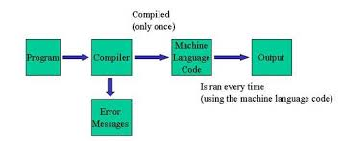 Compiled
(only once)
Program
Compiler
Machine
Language
Code
Output
Is ran every time
(using the machine language code)
Error
Messages